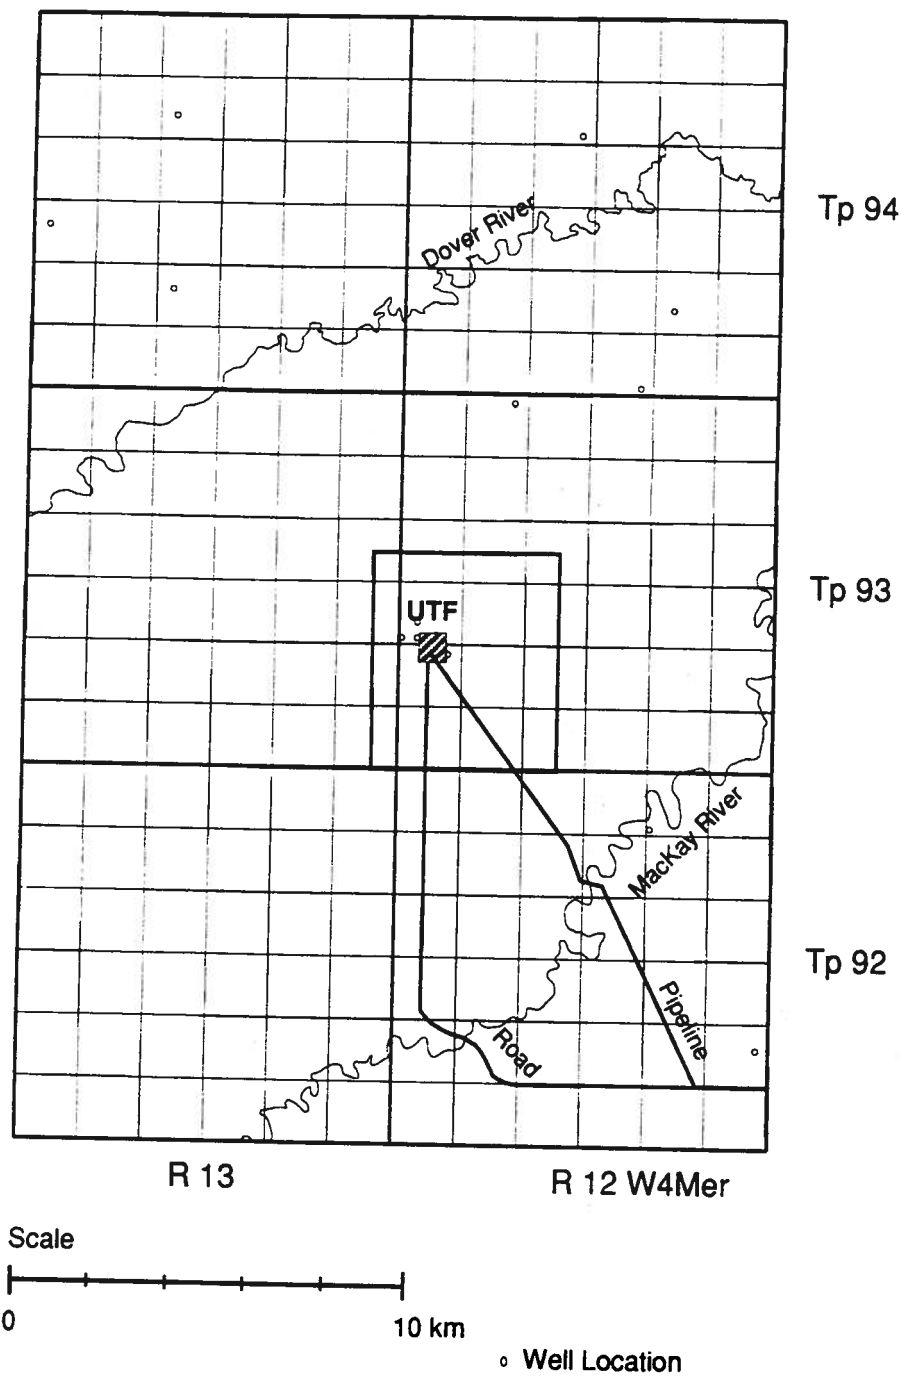 Tp 94
Dover River
Tp 93
UTF
MacKay River
Tp 92
Pipeline
Road
R 13
R 12 W4Mer
Scale
0
10 km
Well Location